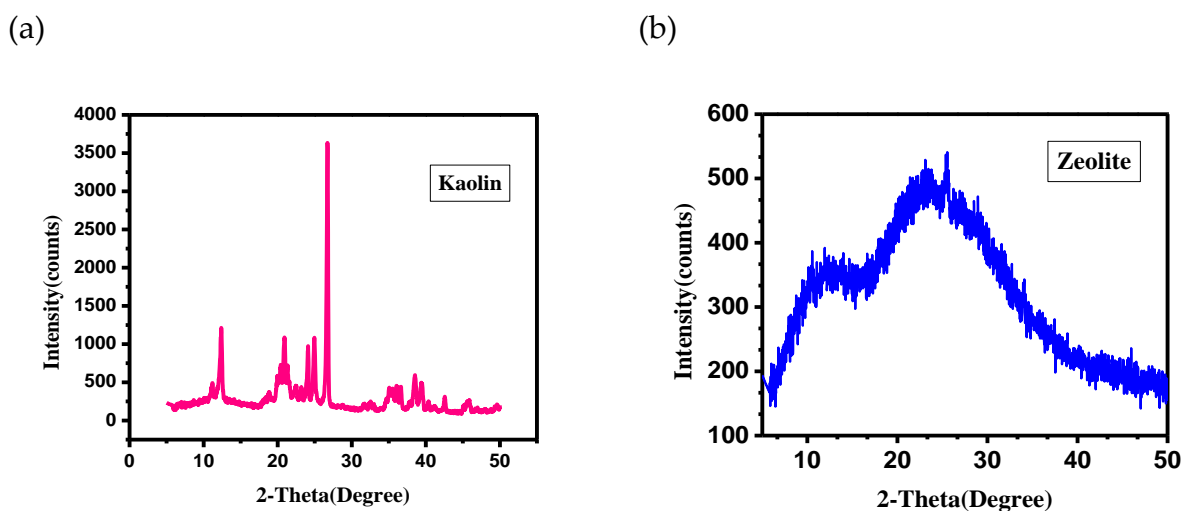 (a)
(b)
4000
3500
3000
2500
2000
1500
1000
500
0
Intensity(counts)
Kaolin
0 10 20 30 40 50
2-Theta(Degree)
600
500
400
300
200
100
Intensity(counts)
Zeolite
10 20 30 40 50
2-Theta(Degree)